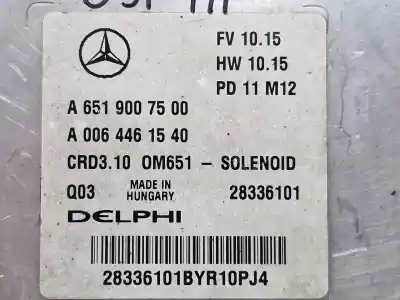 FV 10.15
HW 10.15
PD 11 M12
A 651 900 75 00
A 006 446 15 40
CRD3.10 OM651 - SOLENOID
Q03 MADE IN HUNGARY 28336101
DELPHI
28336101BYR10PJ4